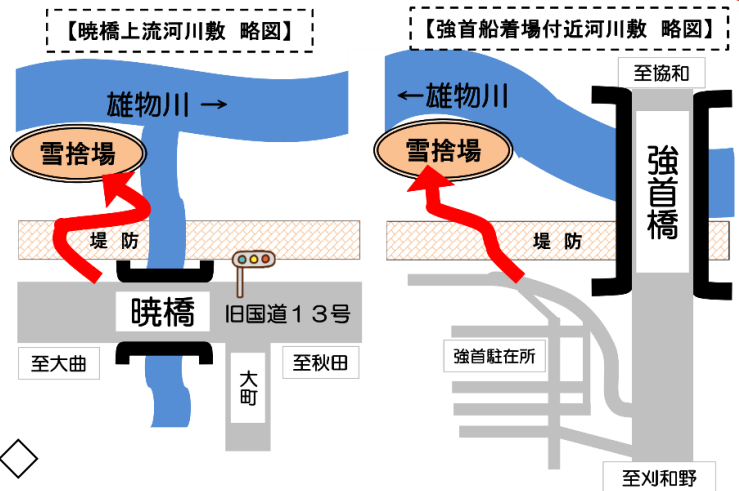 【暁橋上流河川敷 略図】
雄物川→
雪捨場
堤 防
暁橋
旧国道13号
至大曲
大町
至秋田
【強首船着場付近河川敷 略図】
至協和
←雄物川
雪捨場
強首橋
堤 防
強首駐在所
至刈和野